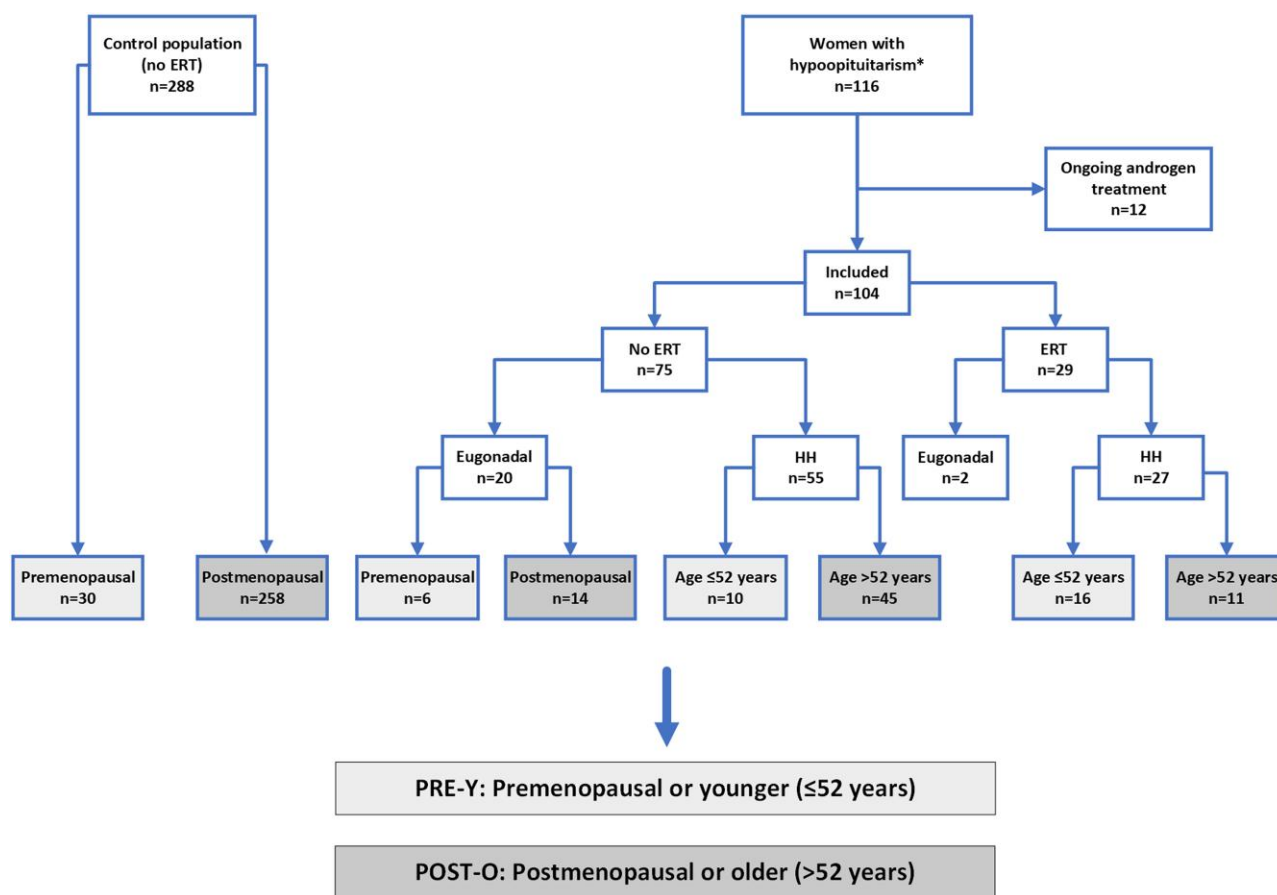 Control population
(no ERT)
n=288
Women with
hypoopituitarism*
n=116
Ongoing androgen
treatment
n=12
Included
n=104
No ERT
n=75
ERT
n=29
Eugonadal
n=20
HH
n=55
Eugonadal
n=2
HH
n=27
Premenopausal
n=30
Postmenopausal
n=258
Premenopausal
n=6
Postmenopausal
n=14
Age ≤52 years
n=10
Age >52 years
n=45
Age ≤52 years
n=16
Age >52 years
n=11
PRE-Y: Premenopausal or younger (≤52 years)
POST-O: Postmenopausal or older (>52 years)